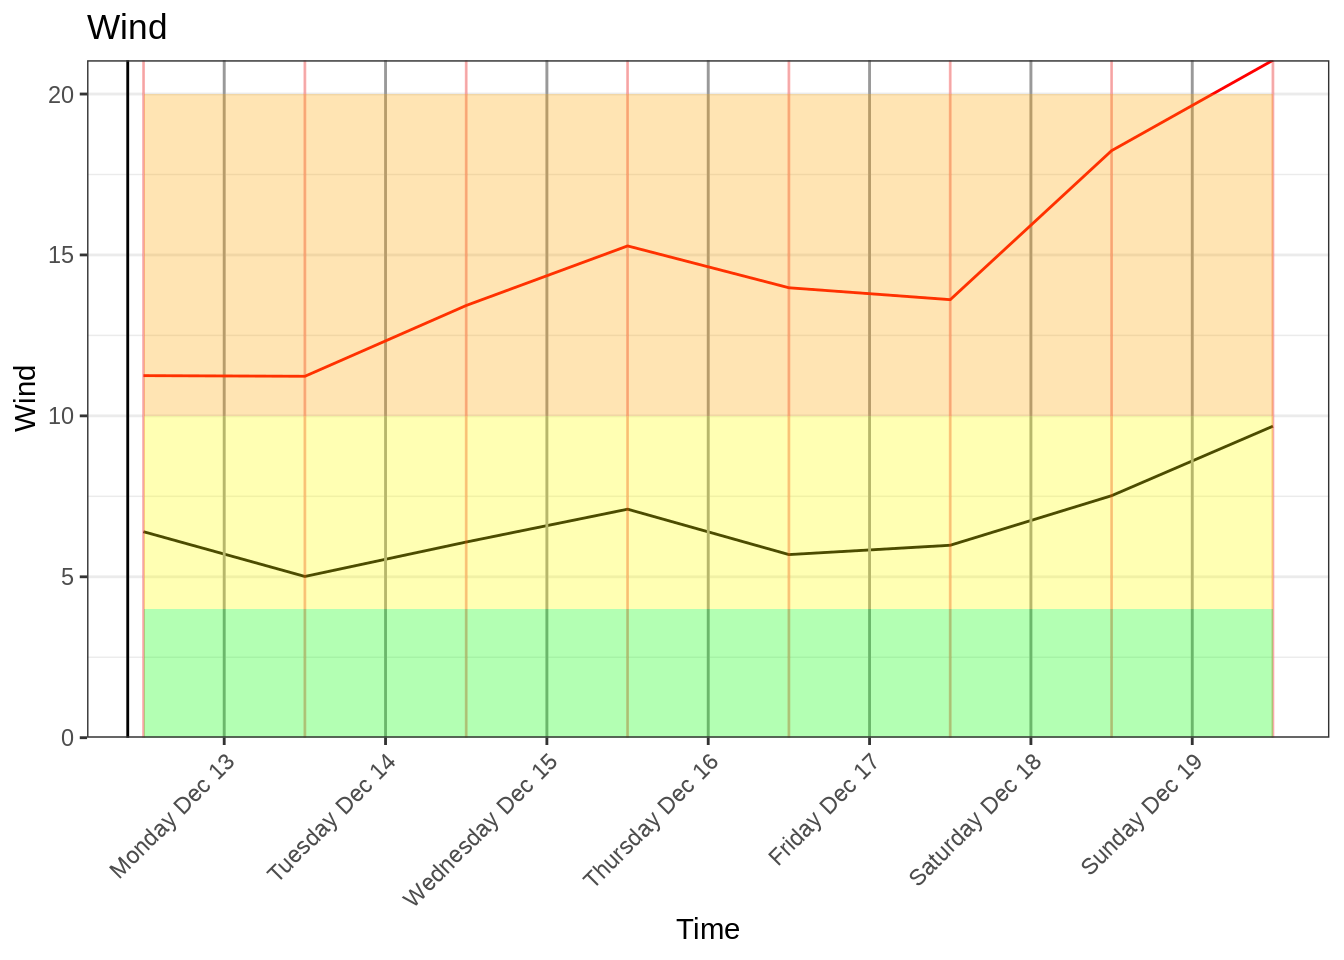 Wind
20
15
10
5
0
Wind
Monday Dec 13
Tuesday Dec 14
Wednesday Dec 15
Thursday Dec 16
Friday Dec 17
Saturday Dec 18
Sunday Dec 19
Time